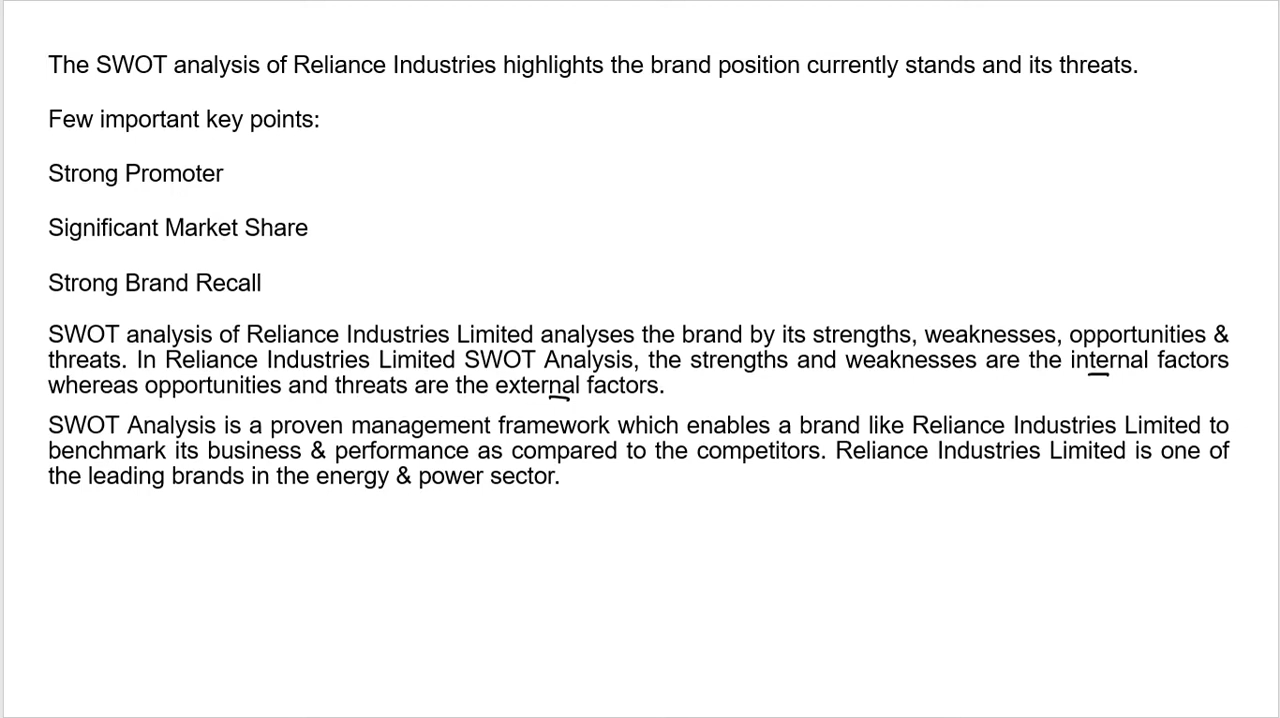 The SWOT analysis of Reliance Industries highlights the brand position currently stands and its threats.
Few important key points:
Strong Promoter
Significant Market Share
Strong Brand Recall
SWOT analysis of Reliance Industries Limited analyses the brand by its strengths, weaknesses, opportunities &
threats. In Reliance Industries Limited SWOT Analysis, the strengths and weaknesses are the internal factors
whereas opportunities and threats are the external factors.
SWOT Analysis is a proven management framework which enables a brand like Reliance Industries Limited to
benchmark its business & performance as compared to the competitors. Reliance Industries Limited is one of
the leading brands in the energy & power sector.